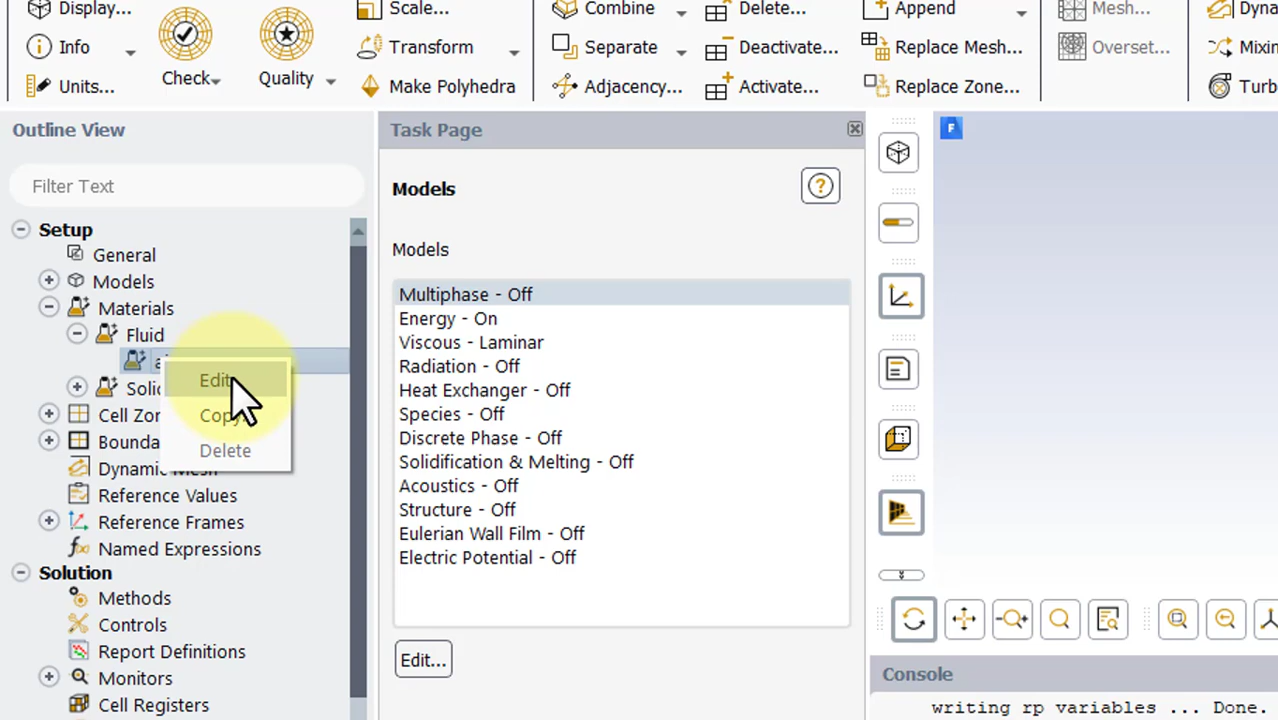 Display...
Info
Units...
Check
Quality
Scale...
Transform
Make Polyhedra
Combine
Separate
Adjacency...
Delete...
Deactivate...
Activate...
Append
Replace Mesh...
Replace Zone...
Mesh...
Overset...
Outline View
Filter Text
Setup
General
Models
Materials
Fluid
Edit
Copy
Delete
Reference Values
Reference Frames
Named Expressions
Solution
Methods
Controls
Report Definitions
Monitors
Cell Registers
Task Page
Models
?
Models
Multiphase - Off
Energy - On
Viscous - Laminar
Radiation - Off
Heat Exchanger - Off
Species - Off
Discrete Phase - Off
Solidification & Melting - Off
Acoustics - Off
Structure - Off
Eulerian Wall Film - Off
Electric Potential - Off
Edit...
F
Console
writing rp variables ... Done.